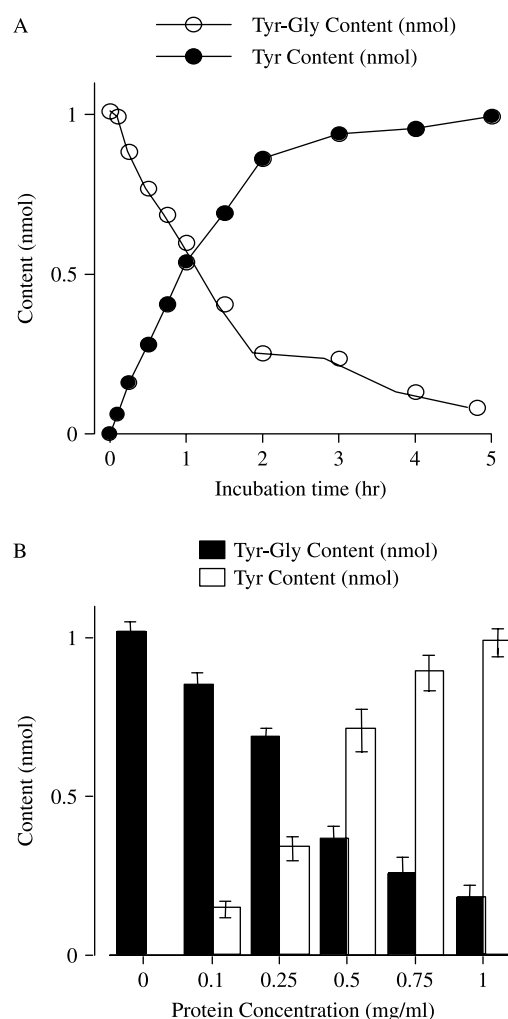 A
Tyr-Gly Content (nmol)
Tyr Content (nmol)
Content (nmol)
1
0.5
0
0 1 2 3 4 5
Incubation time (hr)
B
Tyr-Gly Content (nmol)
Tyr Content (nmol)
Content (nmol)
1
0.5
0
0 0.1 0.25 0.5 0.75 1
Protein Concentration (mg/ml)